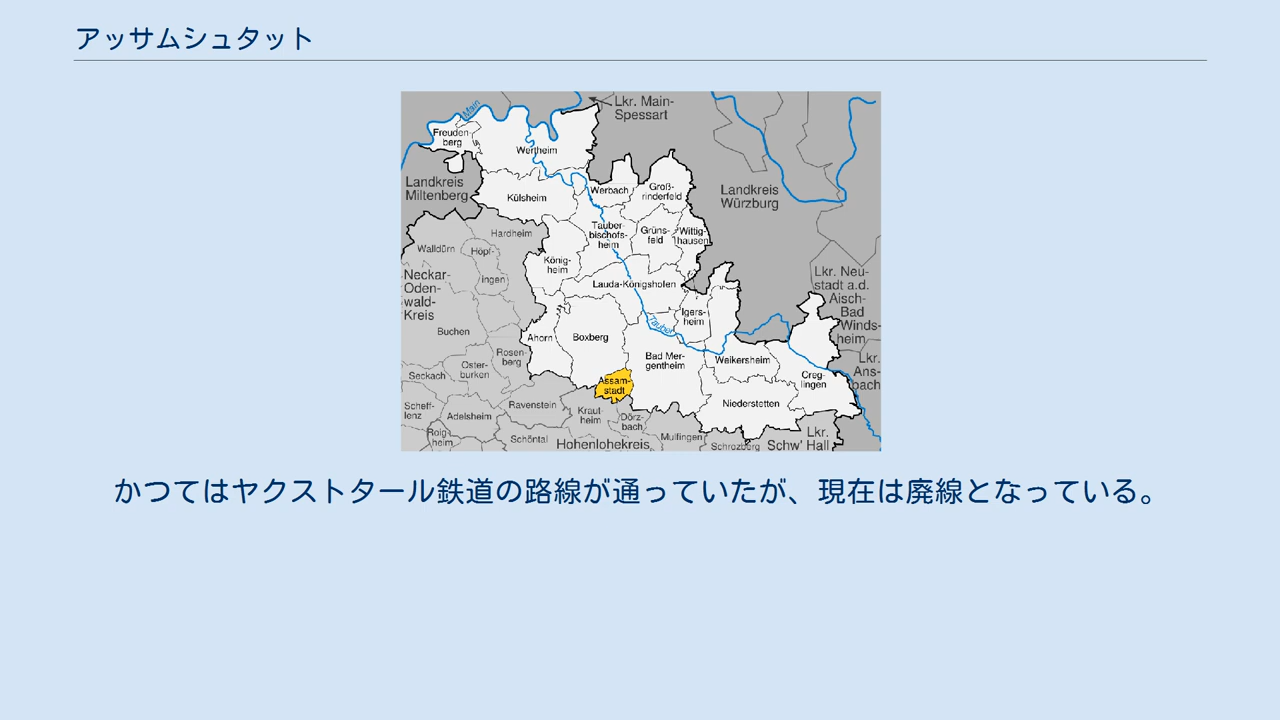 アッサムシュタット
Main
Lkr. Main-
Spessart
Freuden-
berg
Wertheim
Landkreis
Miltenberg
Külsheim
Werbach
Groß-
rinderfeld
Landkreis
Würzburg
Hardheim
Tauber-
bischofs-
heim
Grüns-
feld
Wittig-
hausen
Walldürn
Höpf-
ingen
König-
heim
Neckar-
Oden-
wald-
Kreis
Lauda-Königshofen
Lkr. Neu-
stadt a.d.
Aisch-
Bad
Winds-
heim
Igers-
heim
Tauber
Buchen
Ahorn
Boxberg
Rosen-
berg
Bad Mer-
gentheim
Weikersheim
Lkr.
Ans-
bach
Seckach
Oster-
burken
Assam-
stadt
Creg-
lingen
Scheff-
lenz
Adelsheim
Ravenstein
Kraut-
heim
Dörz-
bach
Niederstetten
Roig-
heim
Schöntal
Hohenlohekreis
Mulfingen
Schrozberg
Lkr.
Schw' Hall
かつてはヤクストタール鉄道の路線が通っていたが、現在は廃線となっている。